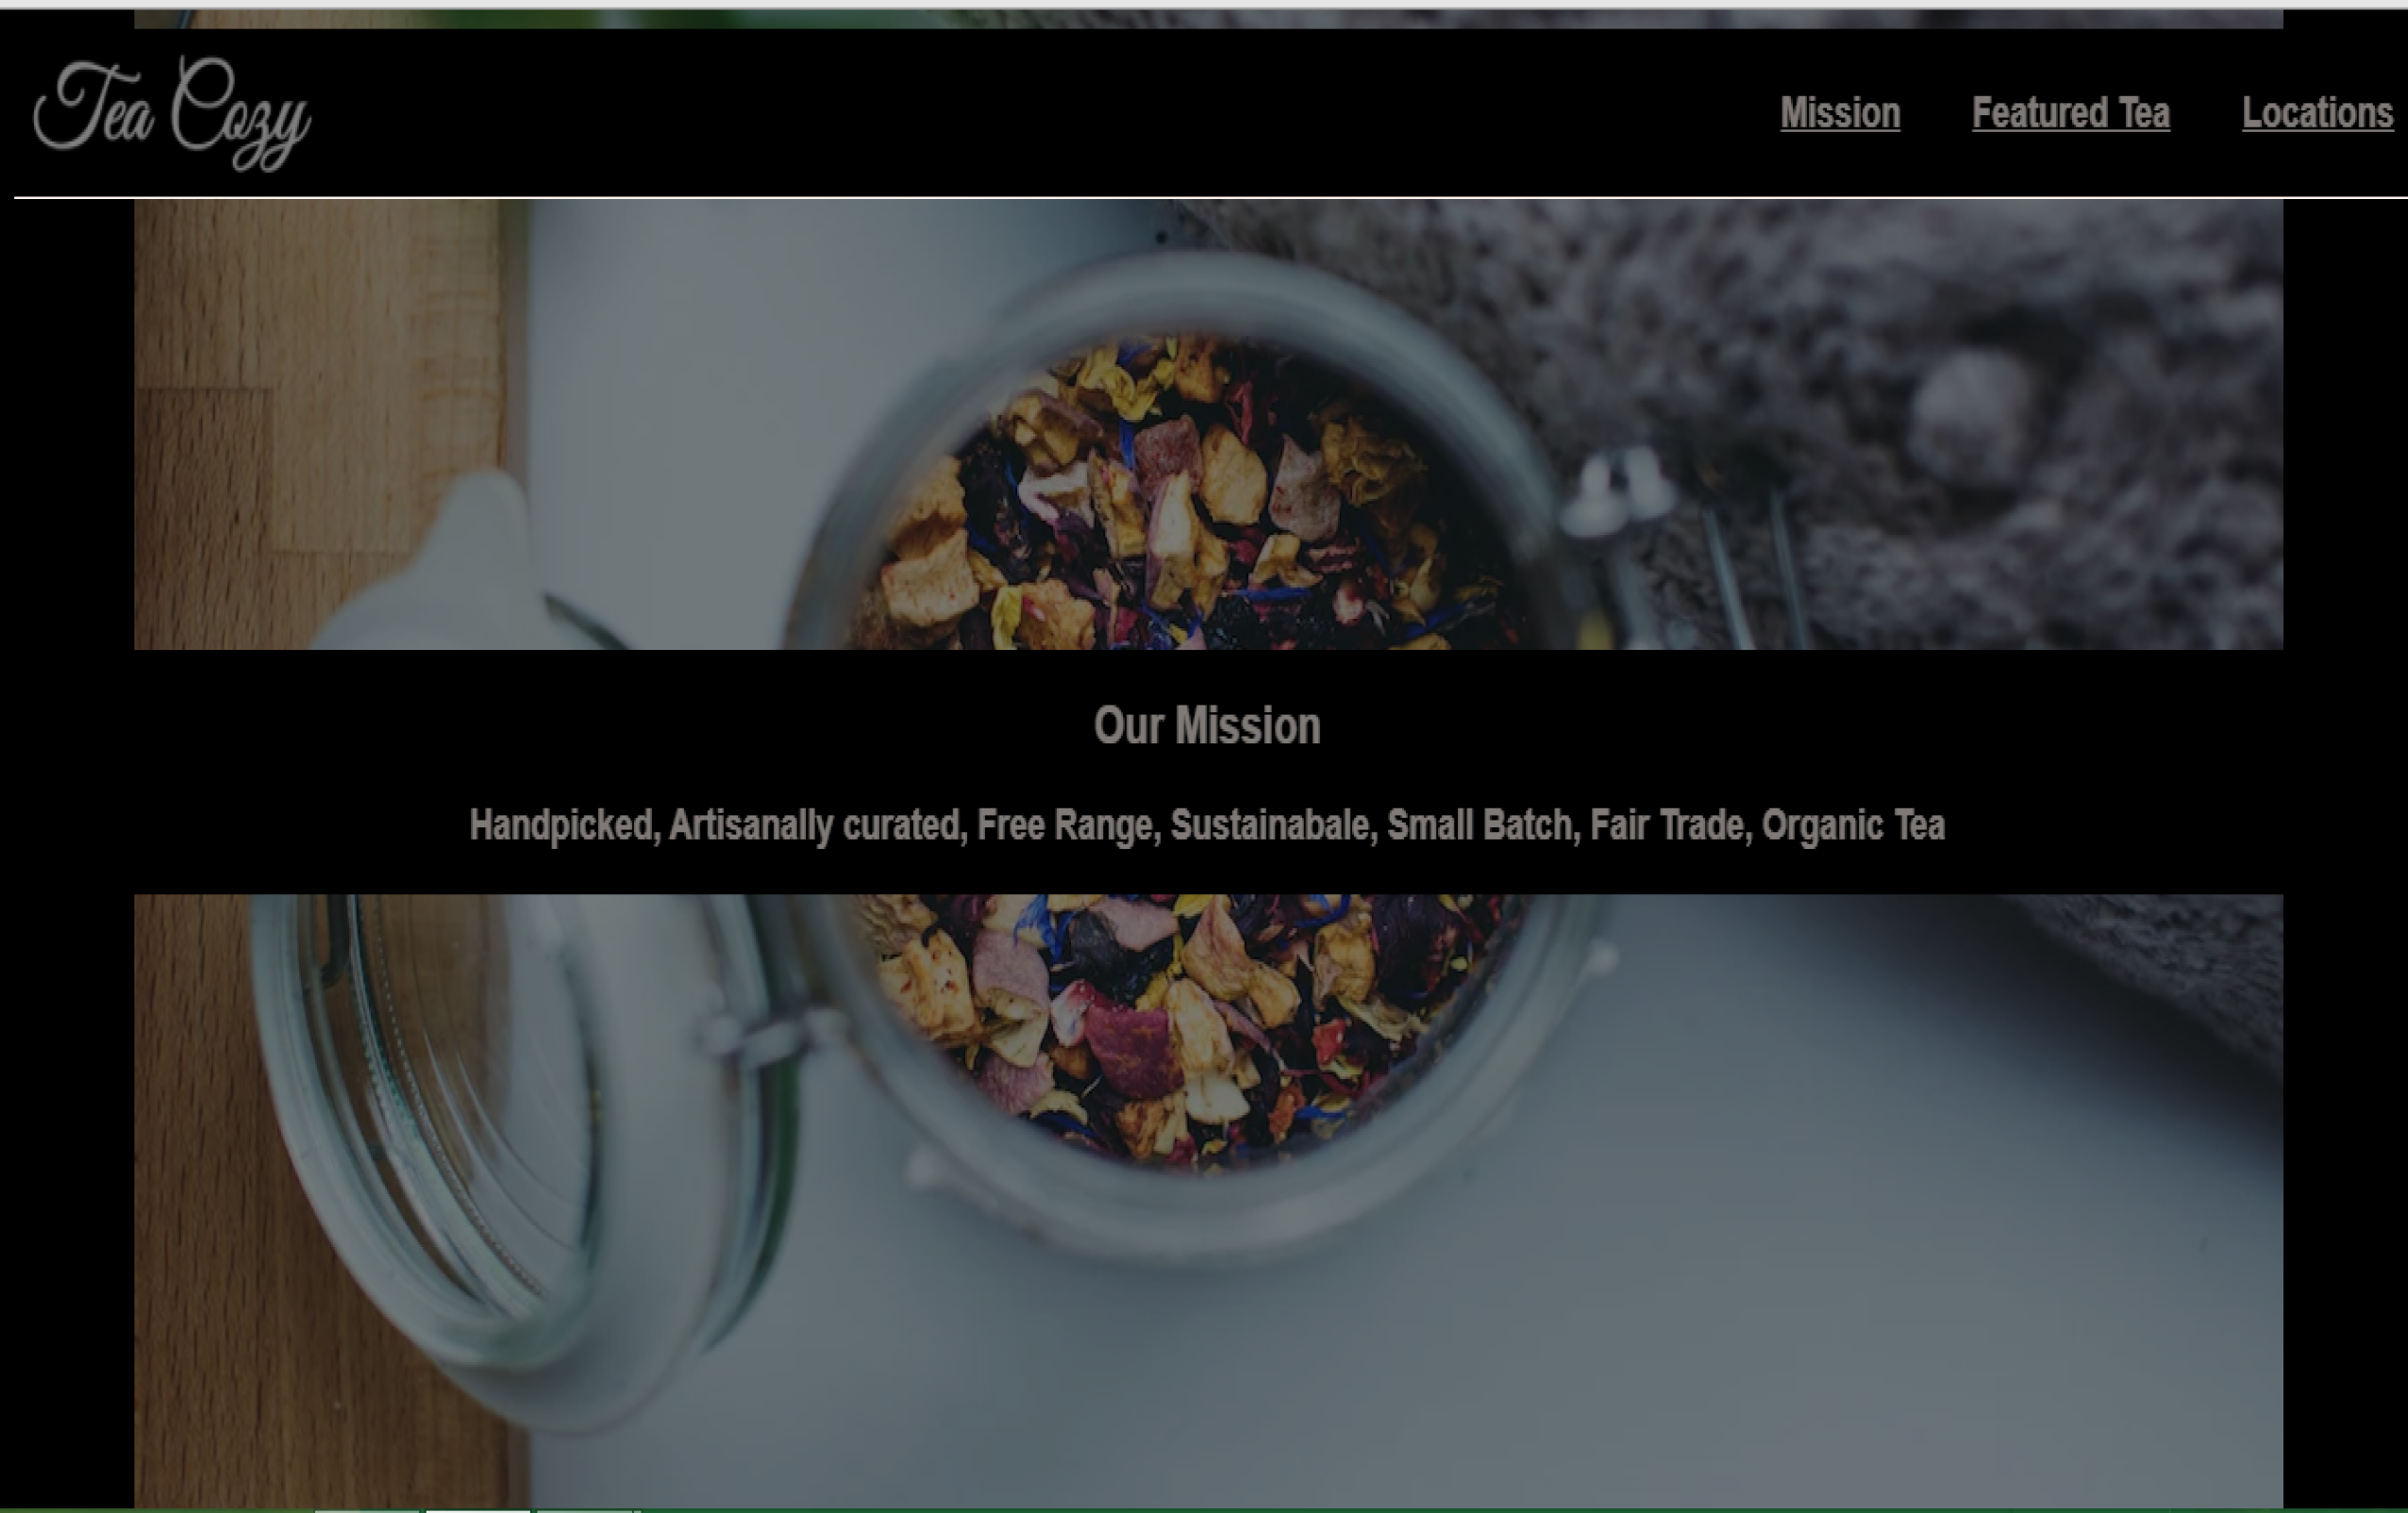 Tea Cozy
Mission Featured Tea Locations
Our Mission
Handpicked, Artisanally curated, Free Range, Sustainabale, Small Batch, Fair Trade, Organic Tea